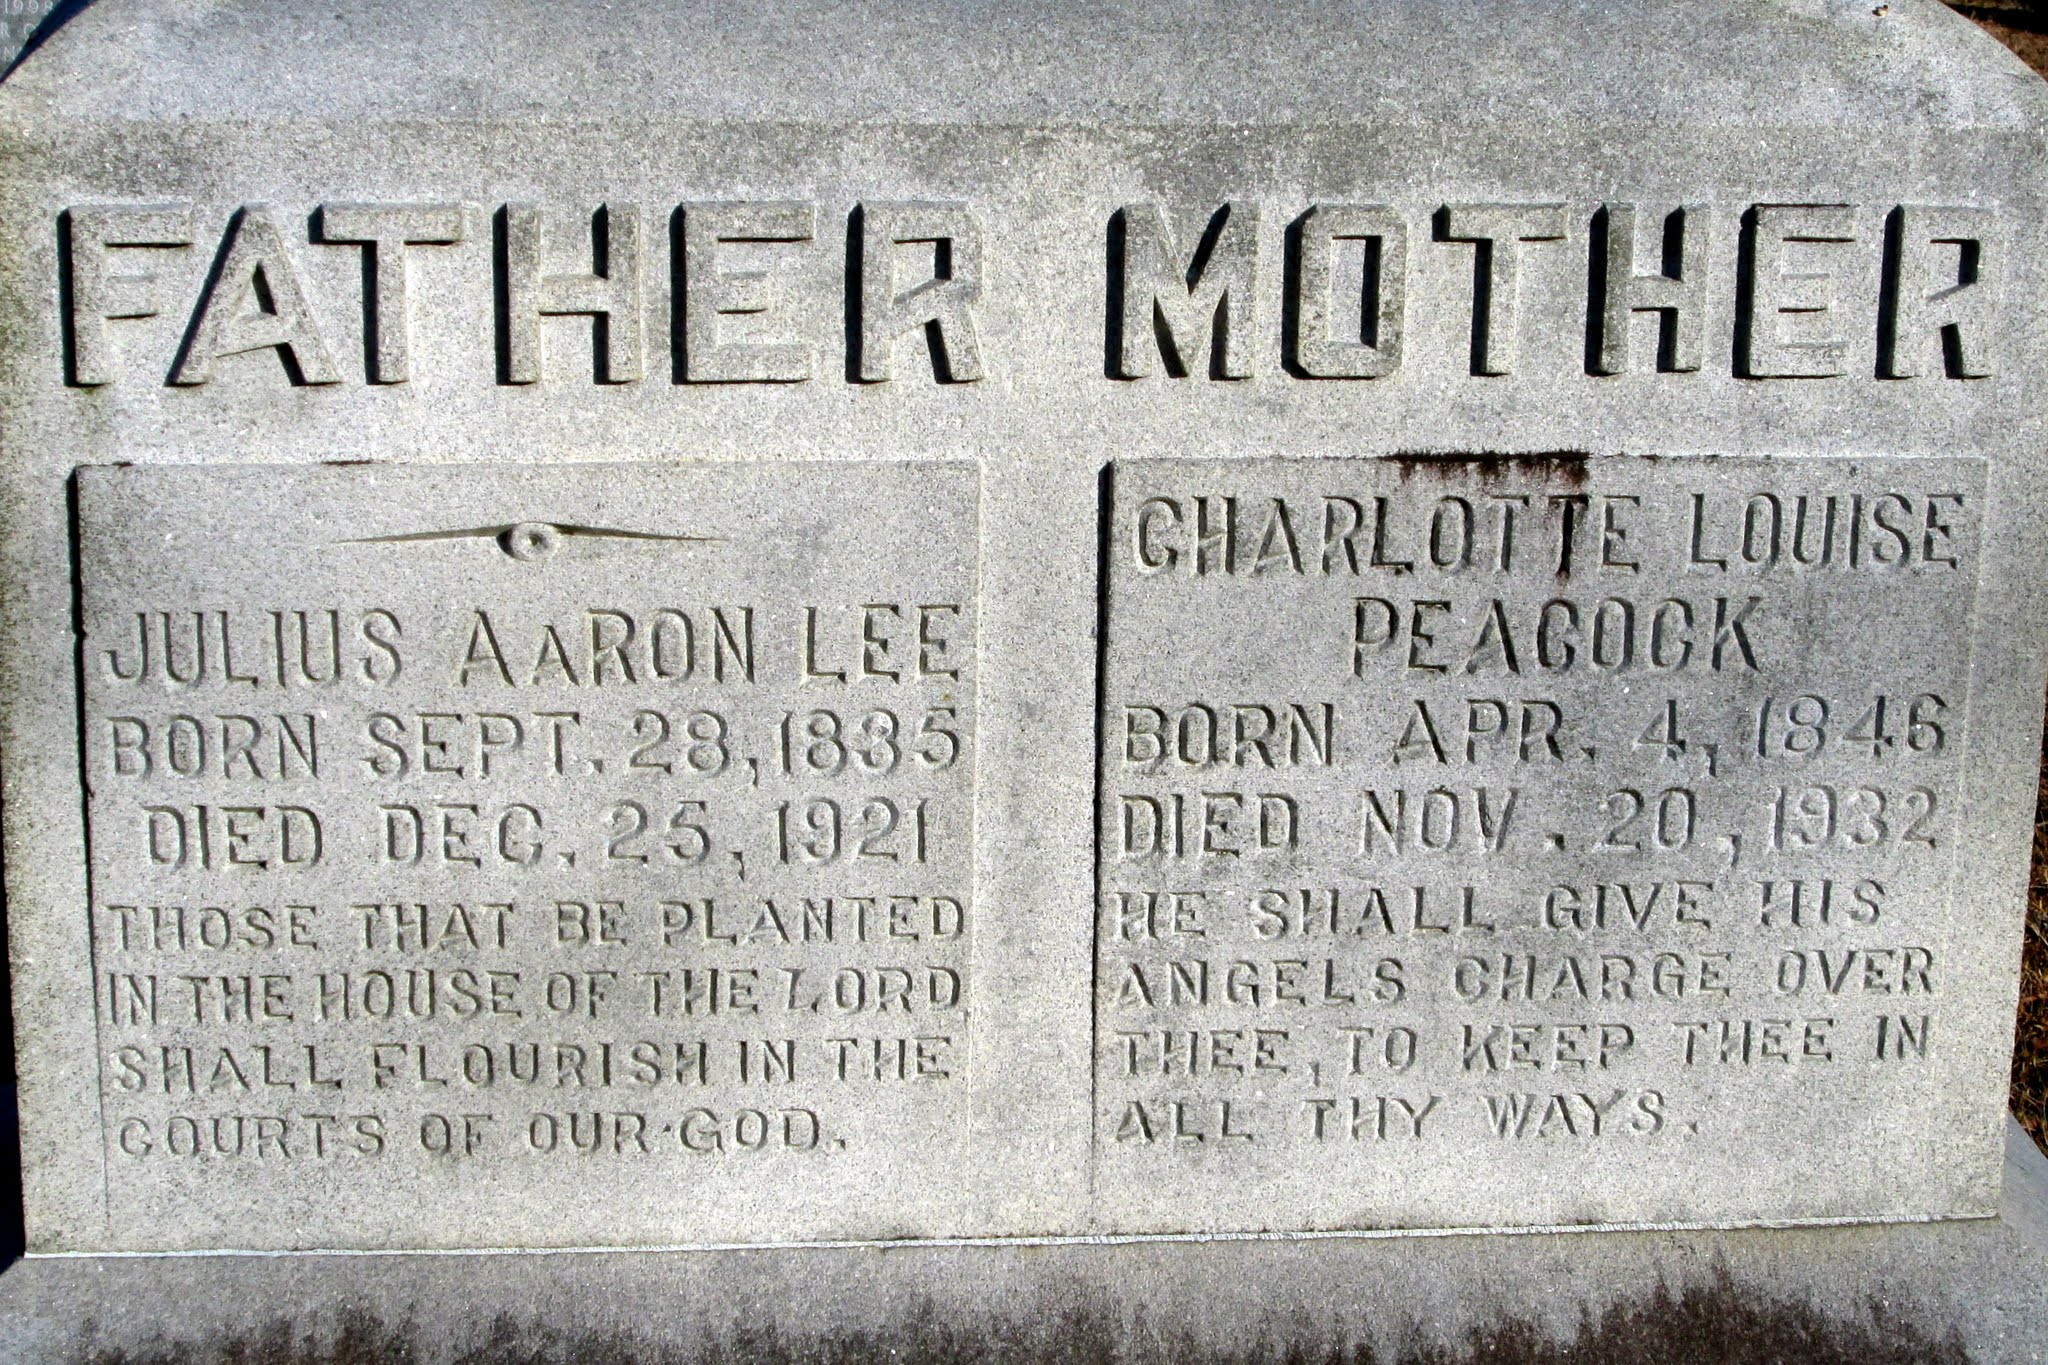 1998
FATHER
MOTHER
JULIUS AARON LEE
BORN SEPT. 28, 1835
DIED DEC. 25, 1921
THOSE THAT BE PLANTED
IN THE HOUSE OF THE LORD
SHALL FLOURISH IN THE
COURTS OF OUR GOD.
CHARLOTTE LOUISE
PEACOCK
BORN APR. 4, 1846
DIED NOV. 20, 1932
HE SHALL GIVE HIS
ANGELS CHARGE OVER
THEE, TO KEEP THEE IN
ALL THY WAYS.